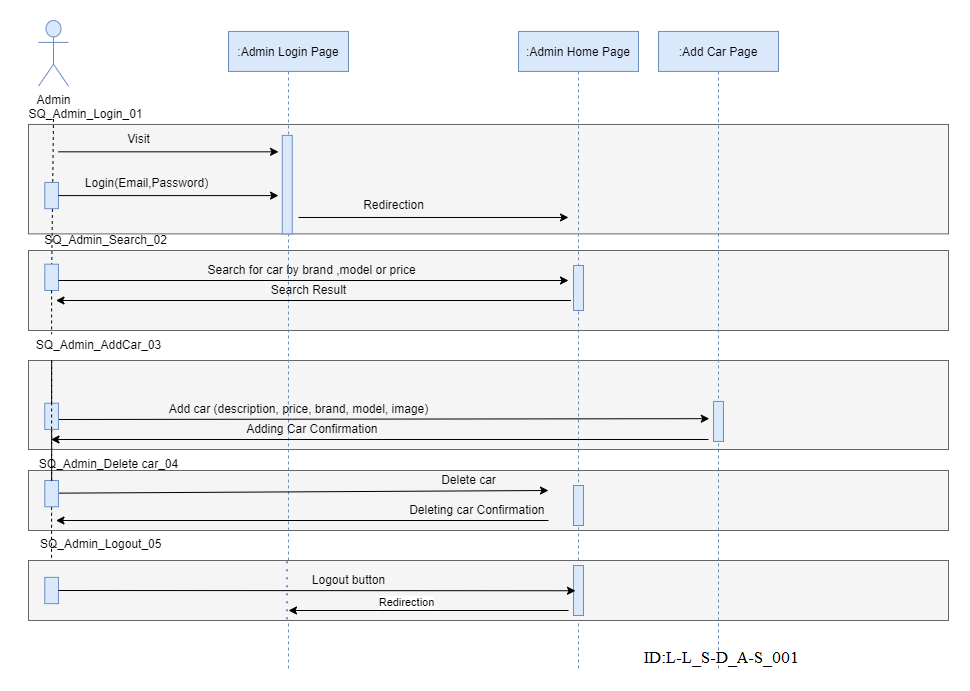 :Admin Login Page
:Admin Home Page
:Add Car Page
Admin
SQ_Admin_Login_01
Visit
Login(Email,Password)
Redirection
SQ_Admin_Search_02
Search for car by brand ,model or price
Search Result
SQ_Admin_AddCar_03
Add car (description, price, brand, model, image)
Adding Car Confirmation
SQ_Admin_Delete car_04
Delete car
Deleting car Confirmation
SQ_Admin_Logout_05
Logout button
Redirection
ID:L-L_S-D_A-S_001